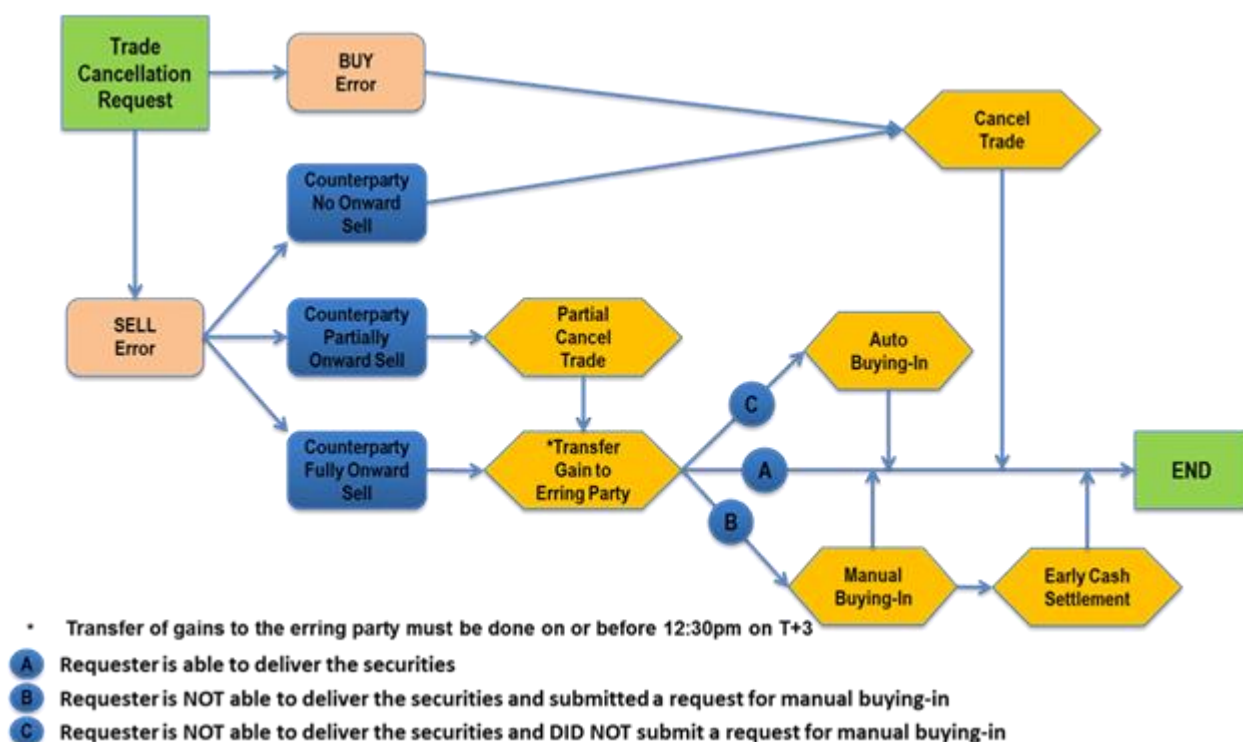 Trade
Cancellation
Request
BUY
Error
Cancel
Trade
Counterparty
No Onward
Sell
SELL
Error
Counterparty
Partially
Onward Sell
Partial
Cancel
Trade
Auto
Buying-In
C
Counterparty
Fully Onward
Sell
*Transfer
Gain to
Erring Party
A
END
B
Manual
Buying-In
Early Cash
Settlement
* Transfer of gains to the erring party must be done on or before 12:30pm on T+3
A Requester is able to deliver the securities
B Requester is NOT able to deliver the securities and submitted a request for manual buying-in
C Requester is NOT able to deliver the securities and DID NOT submit a request for manual buying-in